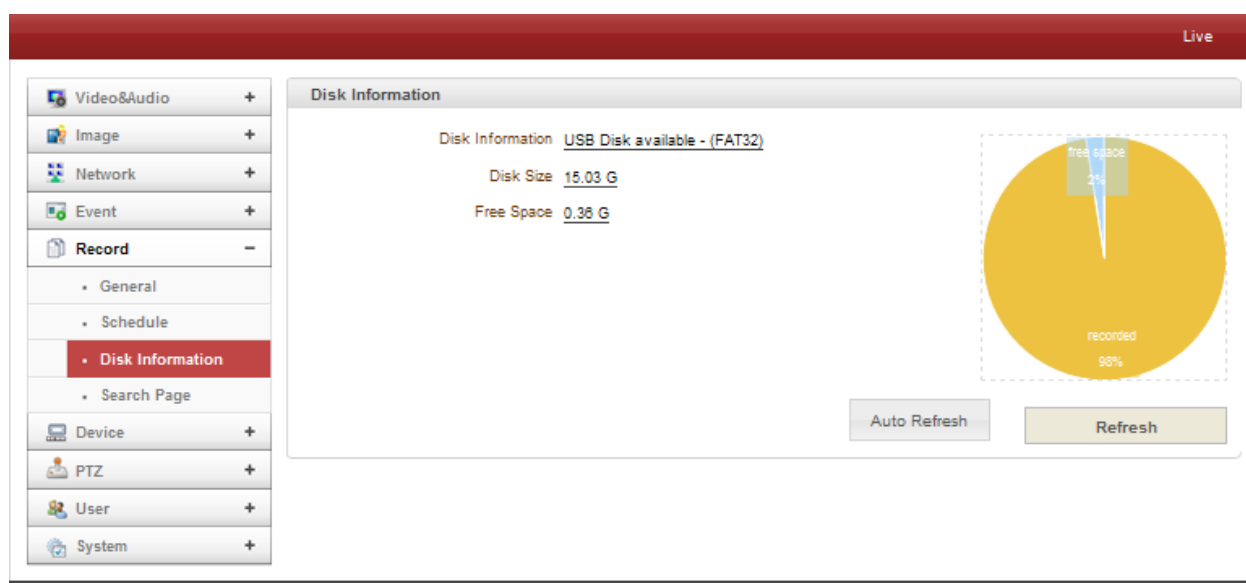 Live
Video&Audio +
Image +
Network +
Event +
Record −
General
Schedule
Disk Information
Search Page
Device +
PTZ +
User +
System +
Disk Information
Disk Information USB Disk available - (FAT32)
Disk Size 15.03 G
Free Space 0.36 G
free space
2%
recorded
98%
Auto Refresh
Refresh